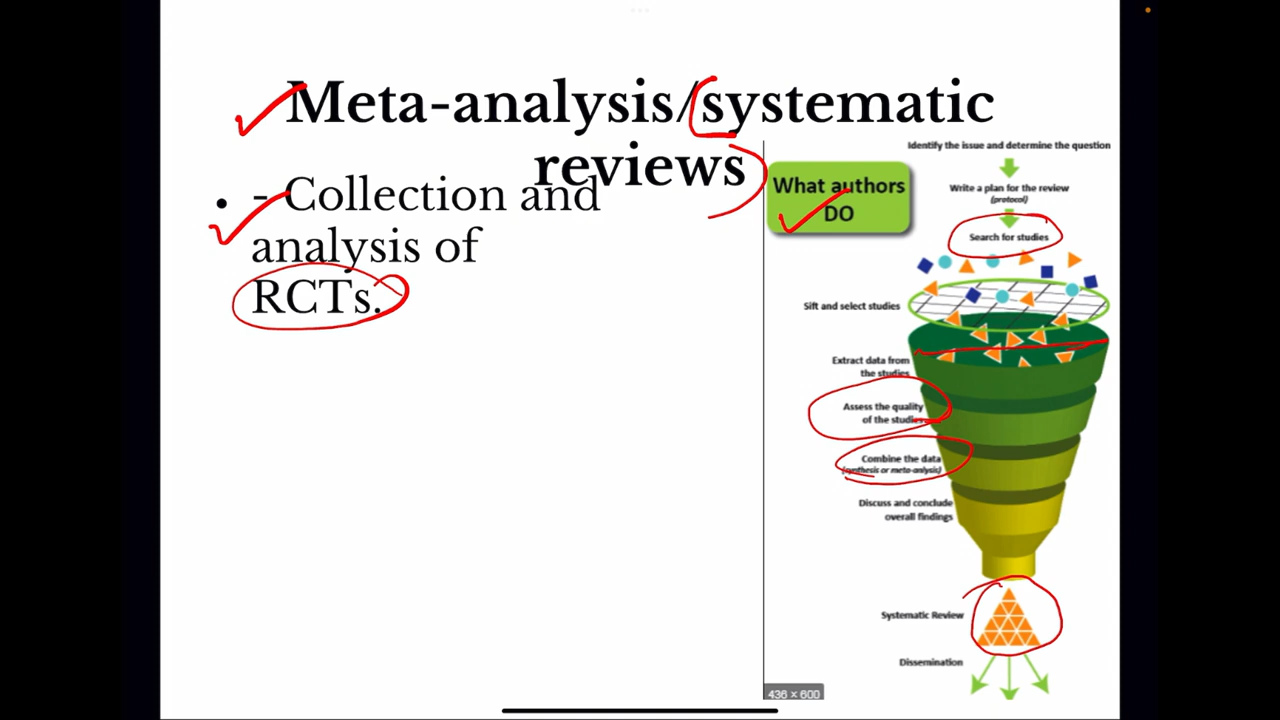 Meta-analysis/systematic
reviews
• - Collection and
analysis of
RCTs.
What authors
DO
Identify the issue and determine the question
Write a plan for the review
(protocol)
Search for studies
Sift and select studies
Extract data from
the studies
Assess the quality
of the studies
Combine the data
(synthesis or meta-anlysis)
Discuss and conclude
overall findings
Systematic Review
Dissemination
436 × 600